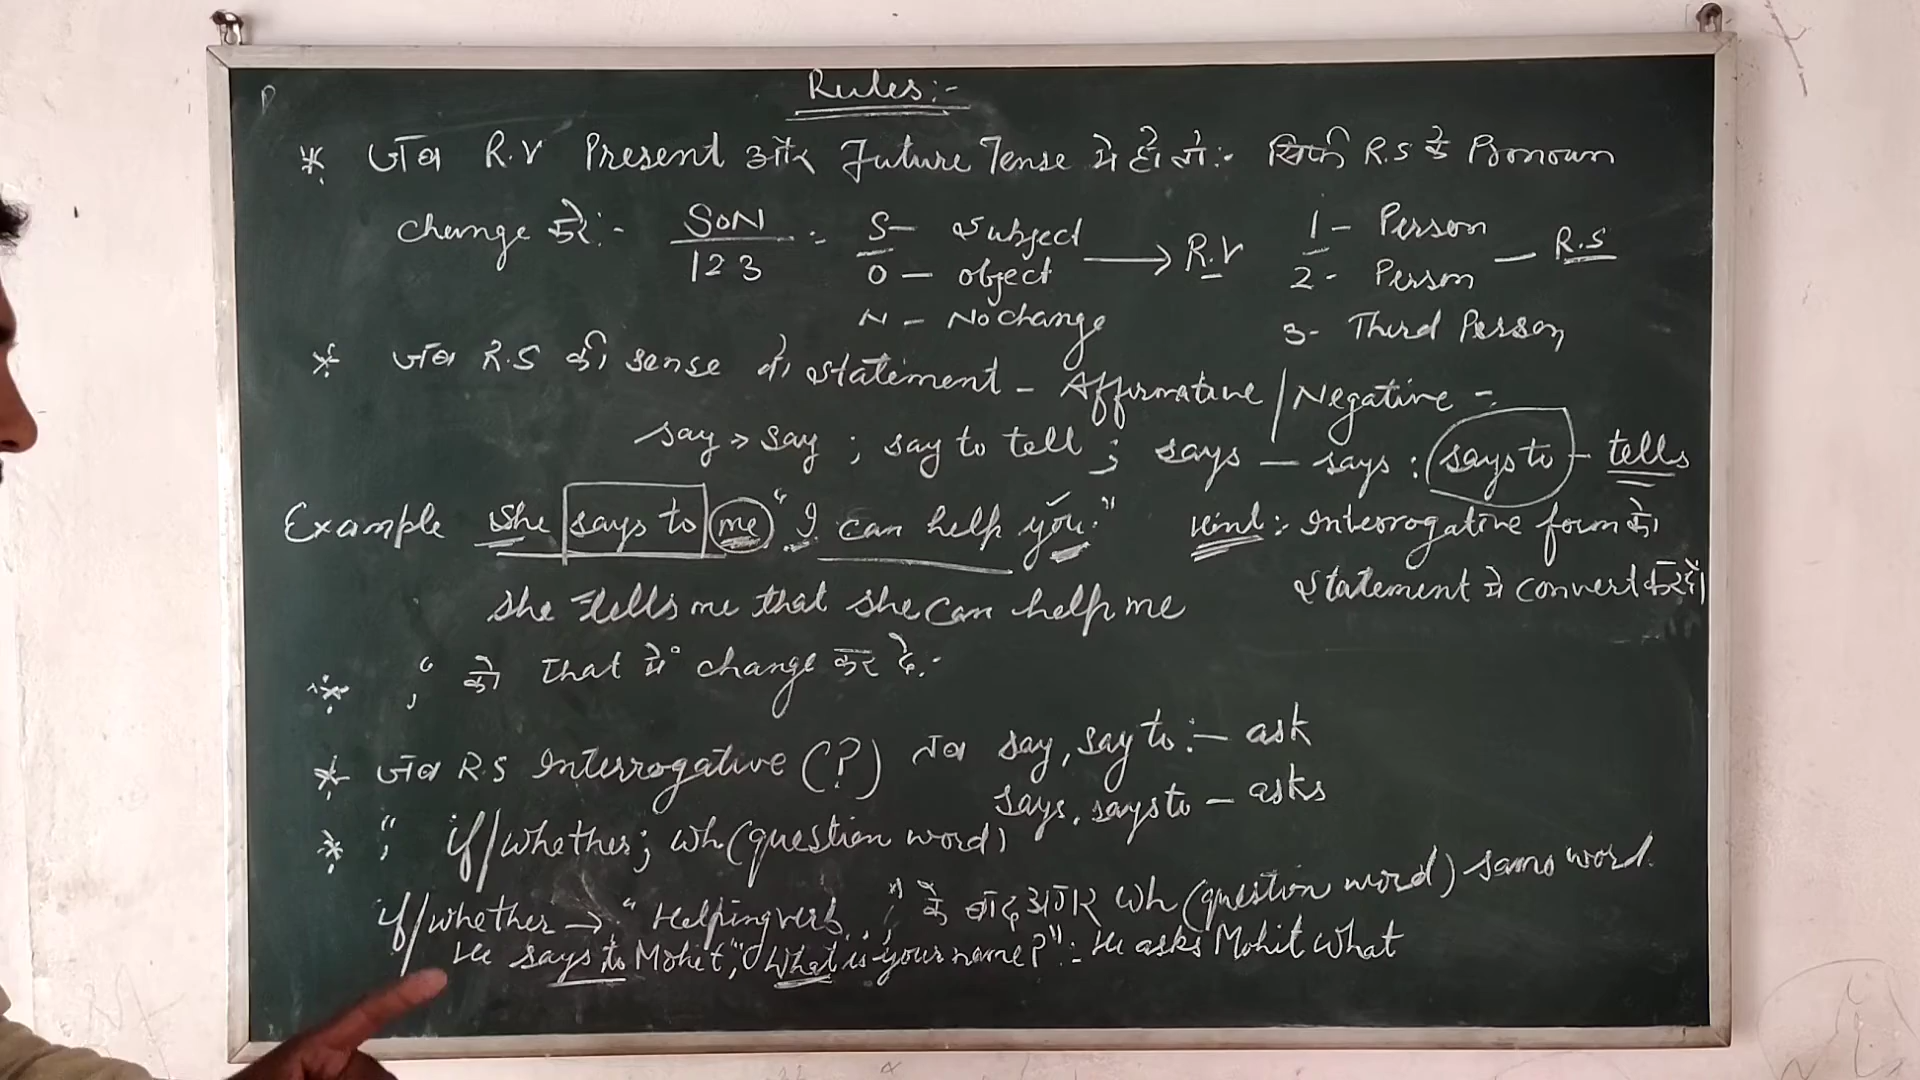 Rules:-
* जब R.V Present और Future Tense मे हो तो:- सिर्फ R.S के Pronoun
change करे:- SON / 123 :- S- Subject
O - object → R.V
N - No change
1 - Person
2 - Person - R.S
3- Third Person
* जब R.S की sense हो statement - Affirmative / Negative -
say > say ; say to tell ; says - says : says to - tells
Example she says to me "I can help you."
Kind : Interrogative form को
statement मे convert कर दे।
she tells me that she can help me
* " को that मे change कर दे -
* जब R.S Interrogative (?) तब say, say to :- ask
says, says to - asks
* " if/whether; wh (question word)
if/whether → " Helping verb , " के बाद अगर Wh (question word) same word.
He says to Mohit, "What is your name?" :- He asks Mohit what